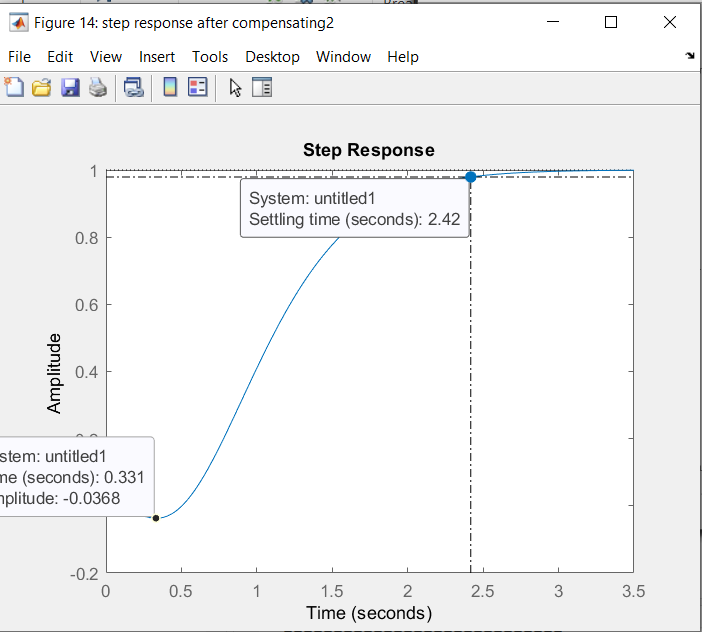 Figure 14: step response after compensating2
File Edit View Insert Tools Desktop Window Help
Step Response
1
System: untitled1
Settling time (seconds): 2.42
0.8
0.6
0.4
Amplitude
stem: untitled1
me (seconds): 0.331
mplitude: -0.0368
-0.2
0 0.5 1 1.5 2 2.5 3 3.5
Time (seconds)